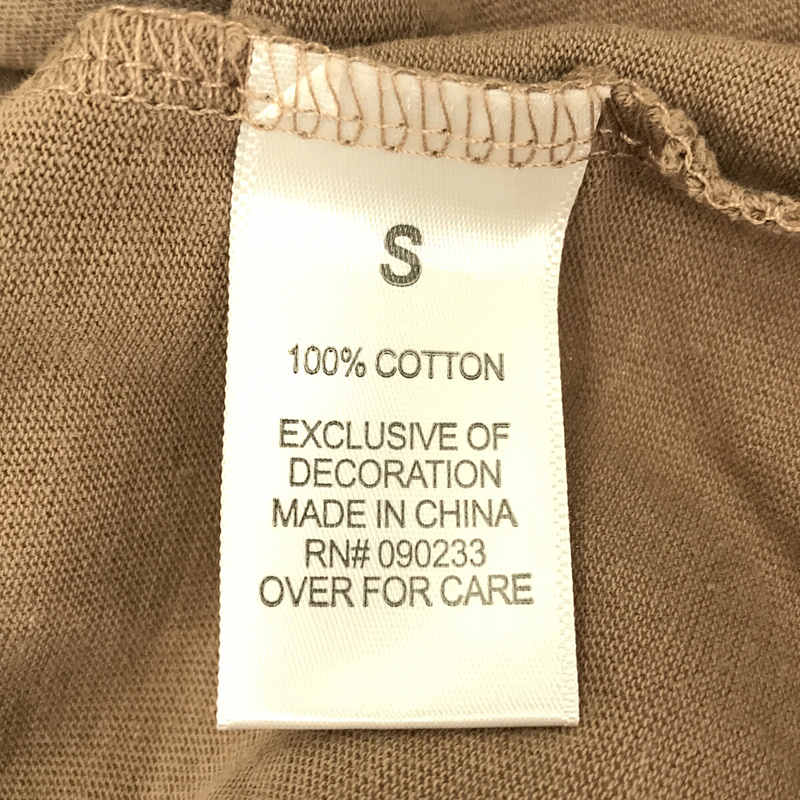 S
100% COTTON
EXCLUSIVE OF
DECORATION
MADE IN CHINA
RN# 090233
OVER FOR CARE